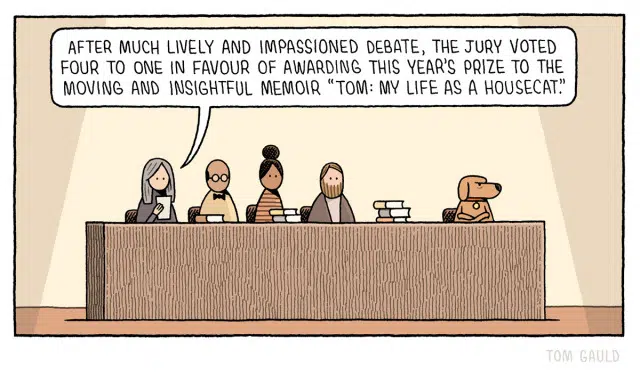 AFTER MUCH LIVELY AND IMPASSIONED DEBATE, THE JURY VOTED
FOUR TO ONE IN FAVOUR OF AWARDING THIS YEAR'S PRIZE TO THE
MOVING AND INSIGHTFUL MEMOIR "TOM: MY LIFE AS A HOUSECAT."
TOM GAULD